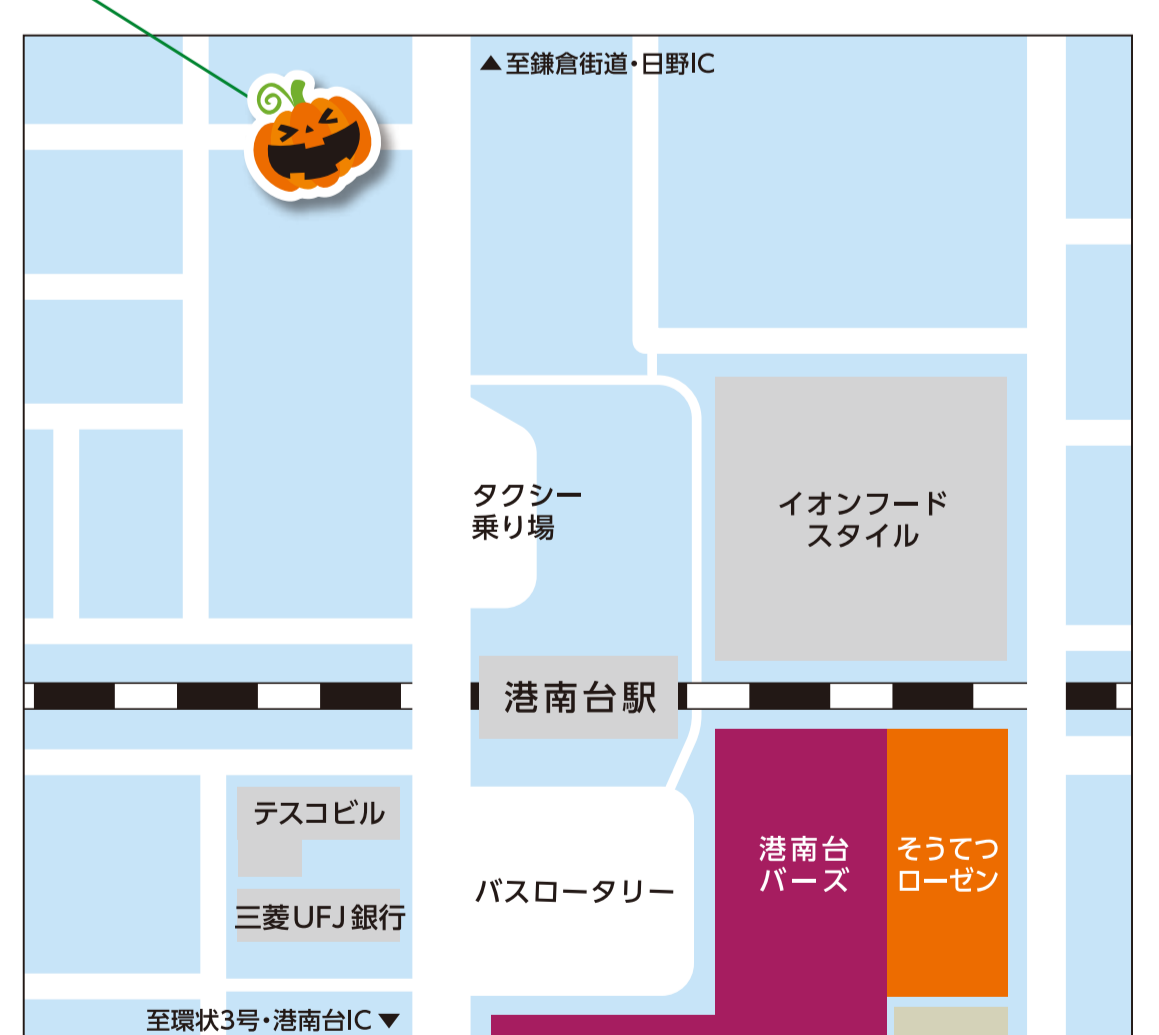 ▲至鎌倉街道・日野IC
タクシー
乗り場
イオンフード
スタイル
港南台駅
テスコビル
港南台
バーズ
そうてつ
ローゼン
バスロータリー
三菱UFJ銀行
至環状3号・港南台IC▼